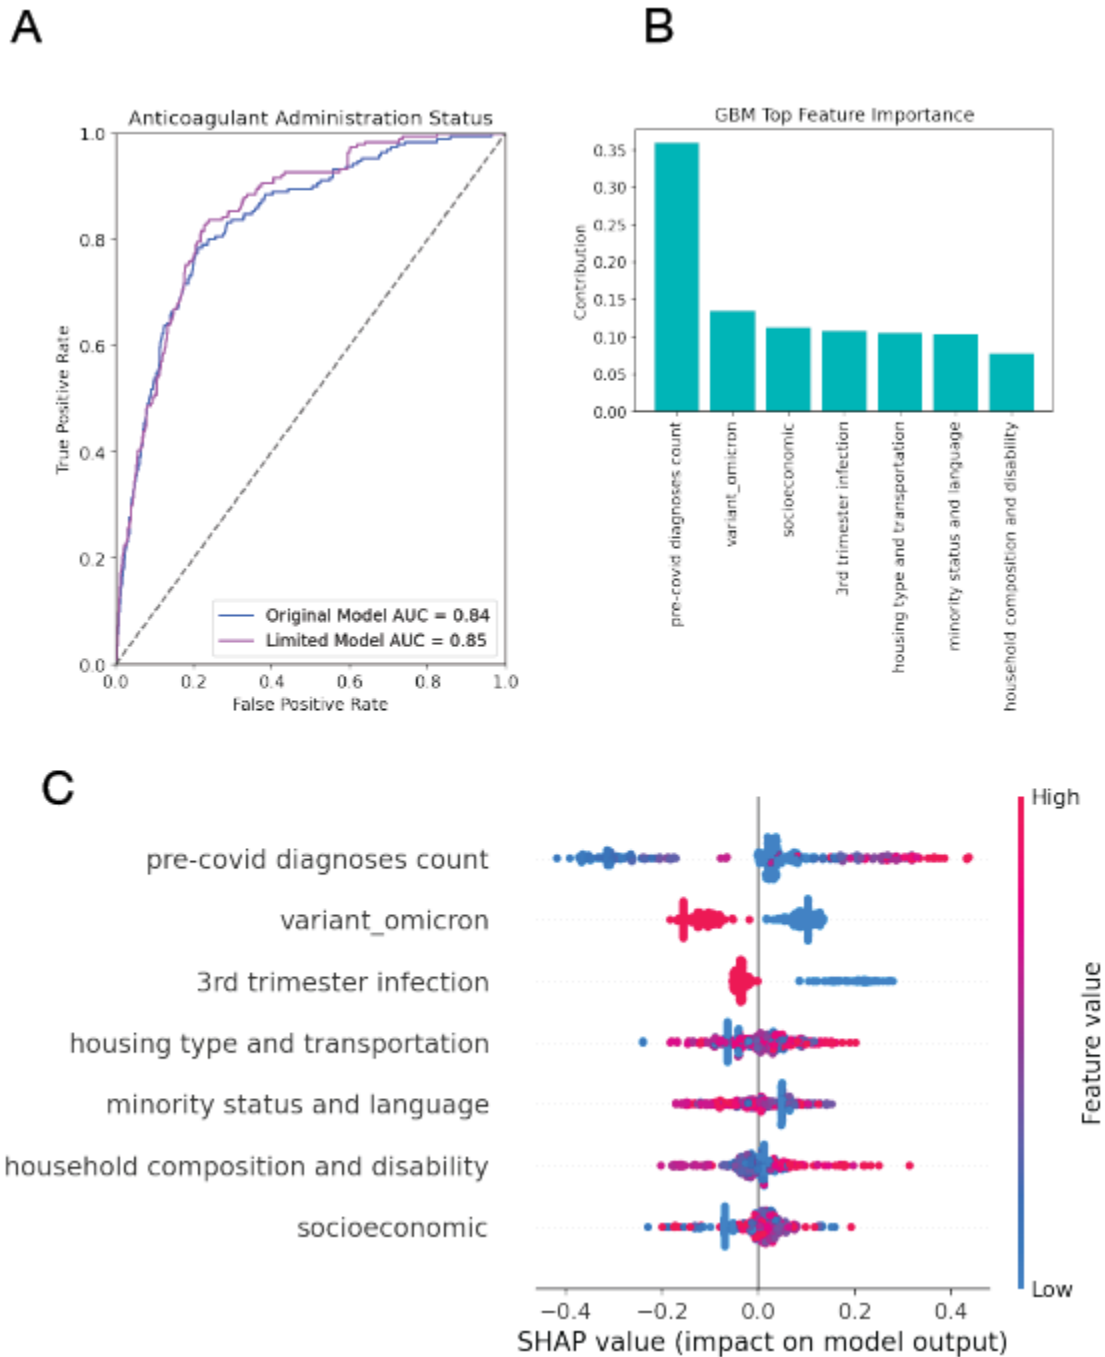 A
B
Anticoagulant Administration Status
1.0
0.8
0.6
0.4
0.2
0.0
True Positive Rate
0.0 0.2 0.4 0.6 0.8 1.0
False Positive Rate
Original Model AUC = 0.84
Limited Model AUC = 0.85
GBM Top Feature Importance
0.35
0.30
0.25
0.20
0.15
0.10
0.05
0.00
Contribution
pre-covid diagnoses count
variant_omicron
socioeconomic
3rd trimester infection
housing type and transportation
minority status and language
household composition and disability
C
pre-covid diagnoses count
variant_omicron
3rd trimester infection
housing type and transportation
minority status and language
household composition and disability
socioeconomic
−0.4 −0.2 0.0 0.2 0.4
SHAP value (impact on model output)
High
Low
Feature value